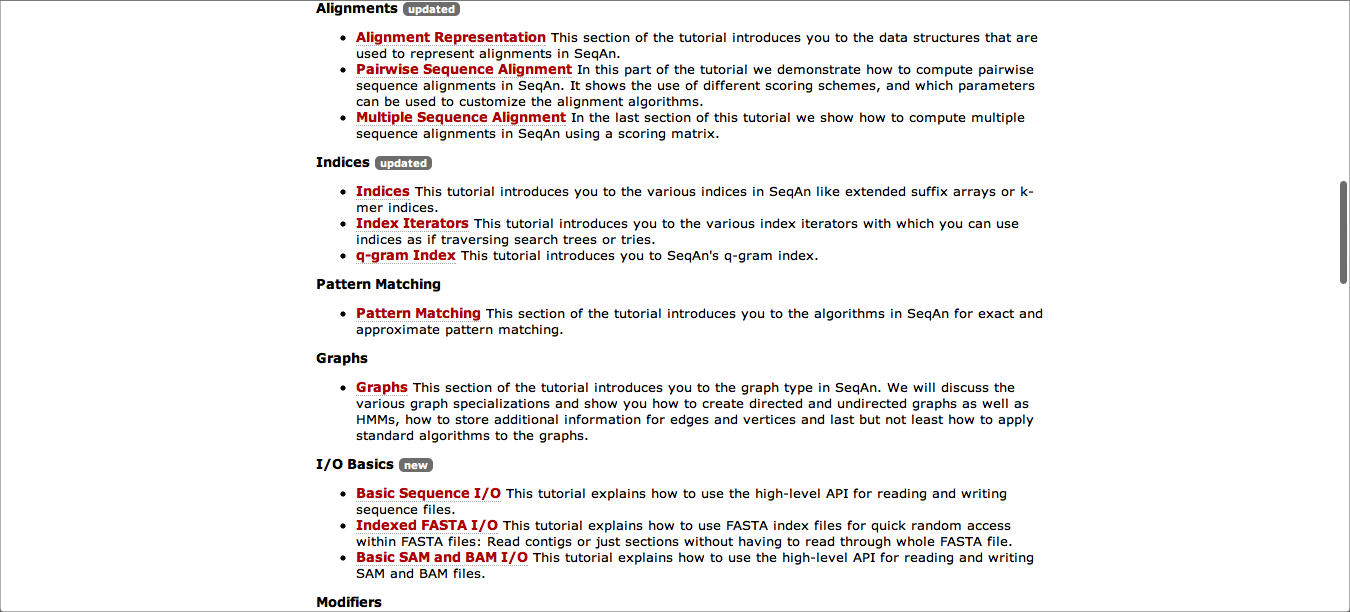 Alignments updated
Alignment Representation This section of the tutorial introduces you to the data structures that are
used to represent alignments in SeqAn.
Pairwise Sequence Alignment In this part of the tutorial we demonstrate how to compute pairwise
sequence alignments in SeqAn. It shows the use of different scoring schemes, and which parameters
can be used to customize the alignment algorithms.
Multiple Sequence Alignment In the last section of this tutorial we show how to compute multiple
sequence alignments in SeqAn using a scoring matrix.
Indices updated
Indices This tutorial introduces you to the various indices in SeqAn like extended suffix arrays or k-
mer indices.
Index Iterators This tutorial introduces you to the various index iterators with which you can use
indices as if traversing search trees or tries.
q-gram Index This tutorial introduces you to SeqAn's q-gram index.
Pattern Matching
Pattern Matching This section of the tutorial introduces you to the algorithms in SeqAn for exact and
approximate pattern matching.
Graphs
Graphs This section of the tutorial introduces you to the graph type in SeqAn. We will discuss the
various graph specializations and show you how to create directed and undirected graphs as well as
HMMs, how to store additional information for edges and vertices and last but not least how to apply
standard algorithms to the graphs.
I/O Basics new
Basic Sequence I/O This tutorial explains how to use the high-level API for reading and writing
sequence files.
Indexed FASTA I/O This tutorial explains how to use FASTA index files for quick random access
within FASTA files: Read contigs or just sections without having to read through whole FASTA file.
Basic SAM and BAM I/O This tutorial explains how to use the high-level API for reading and writing
SAM and BAM files.
Modifiers